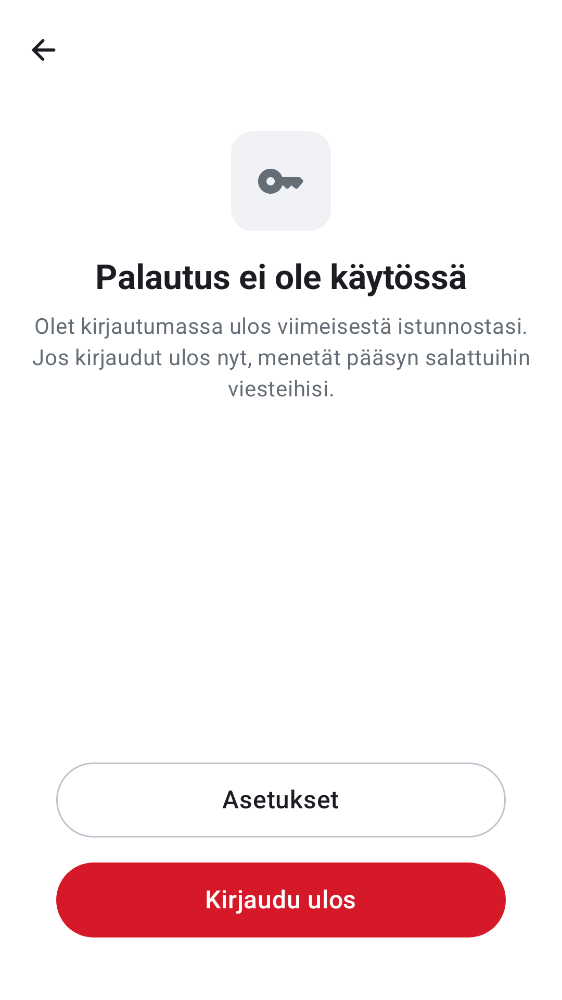 Palautus ei ole käytössä
Olet kirjautumassa ulos viimeisestä istunnostasi.
Jos kirjaudut ulos nyt, menetät pääsyn salattuihin
viesteihisi.
Asetukset
Kirjaudu ulos